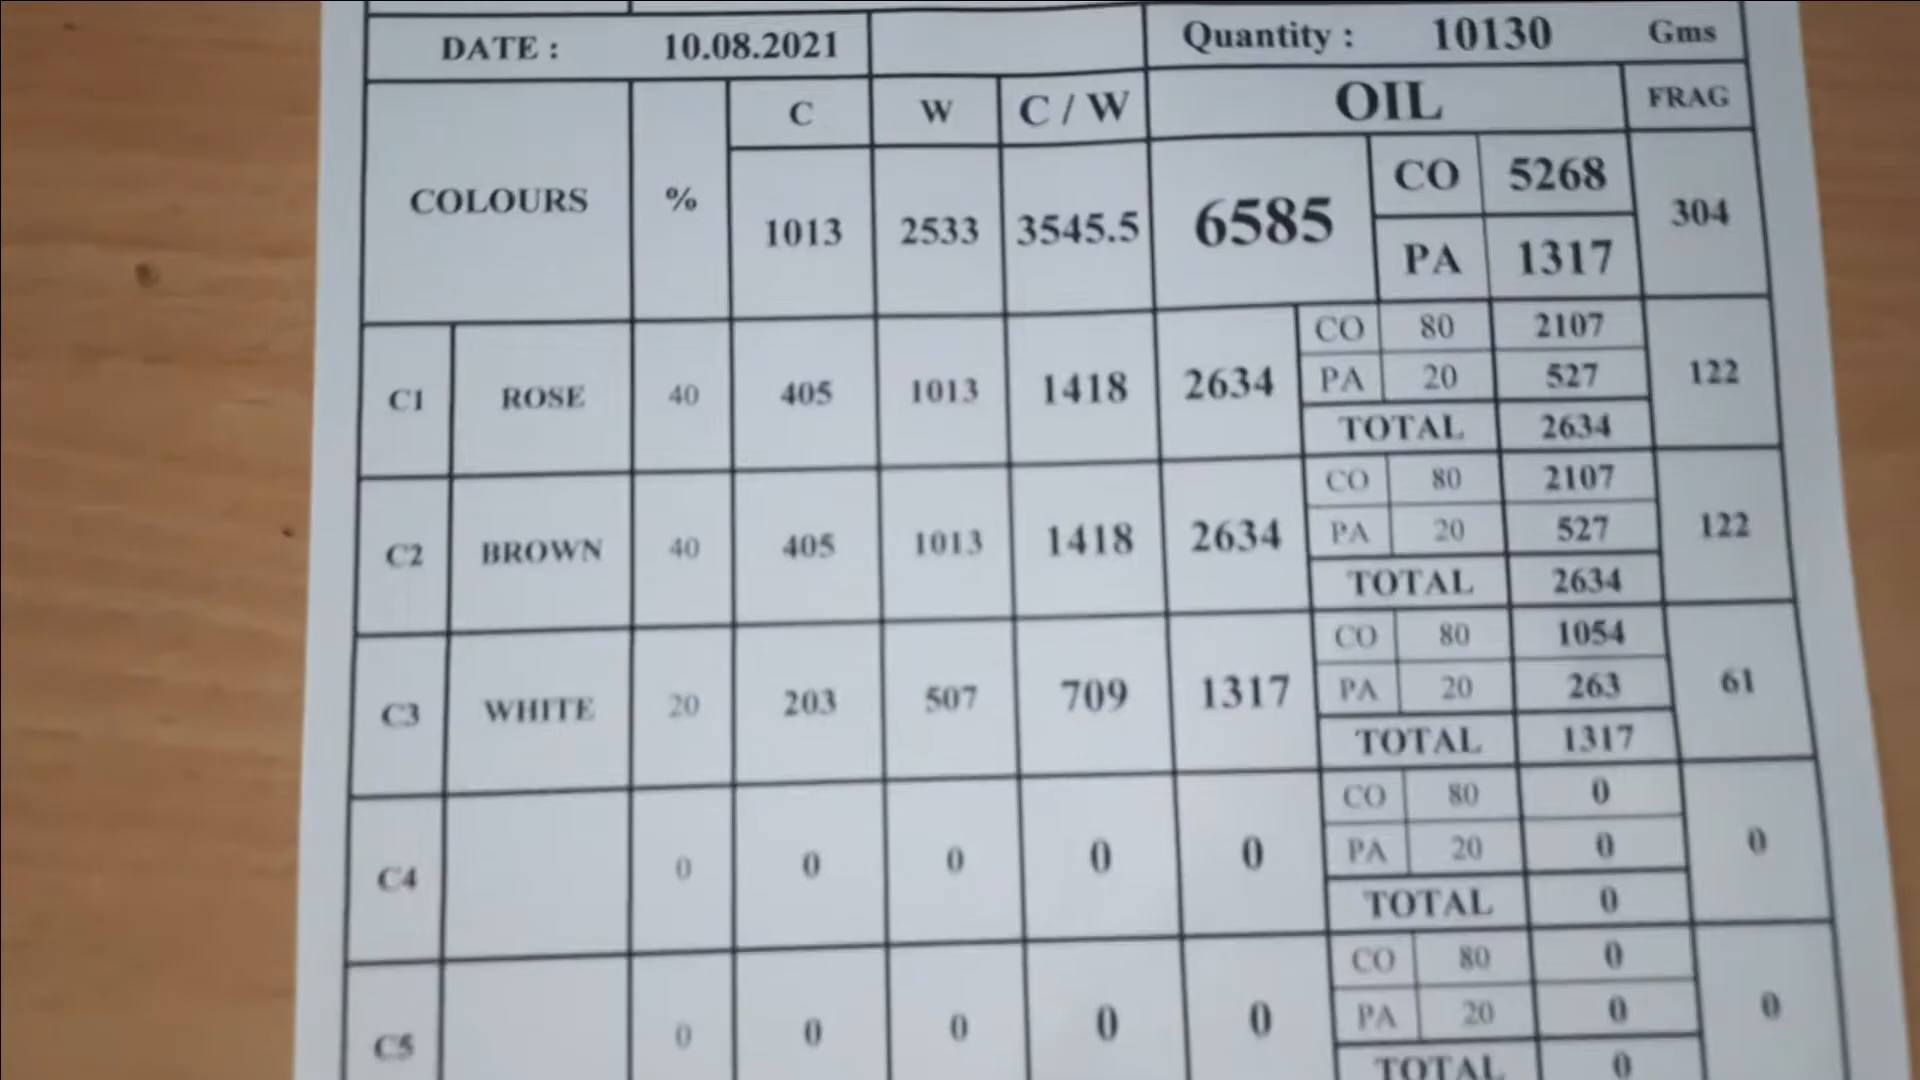 DATE : 10.08.2021 Quantity : 10130 Gms
COLOURS % C W C / W OIL FRAG
1013 2533 3545.5 6585 CO 5268 304
PA 1317
C1 ROSE 40 405 1013 1418 2634 CO 80 2107 122
PA 20 527
TOTAL 2634
C2 BROWN 40 405 1013 1418 2634 CO 80 2107 122
PA 20 527
TOTAL 2634
C3 WHITE 20 203 507 709 1317 CO 80 1054 61
PA 20 263
TOTAL 1317
C4 0 0 0 0 0 CO 80 0 0
PA 20 0
TOTAL 0
C5 0 0 0 0 0 CO 80 0 0
PA 20 0
TOTAL 0